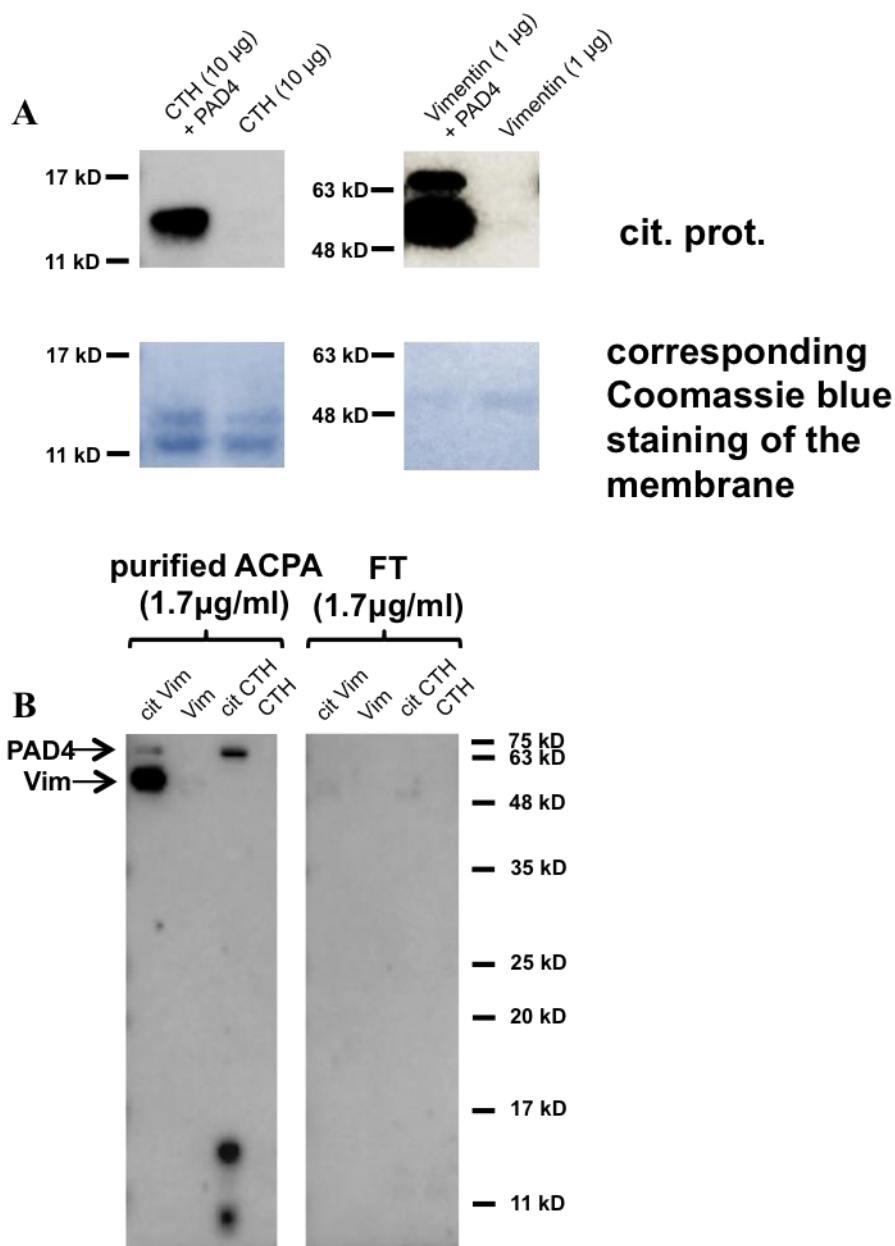 A
CTH (10 µg)
+ PAD4
CTH (10 µg)
Vimentin (1 µg)
+ PAD4
Vimentin (1 µg)
17 kD
11 kD
63 kD
48 kD
cit. prot.
17 kD
11 kD
63 kD
48 kD
corresponding
Coomassie blue
staining of the
membrane
purified ACPA
(1.7µg/ml)
FT
(1.7µg/ml)
B
cit Vim
Vim
cit CTH
CTH
cit Vim
Vim
cit CTH
CTH
PAD4
Vim
75 kD
63 kD
48 kD
35 kD
25 kD
20 kD
17 kD
11 kD